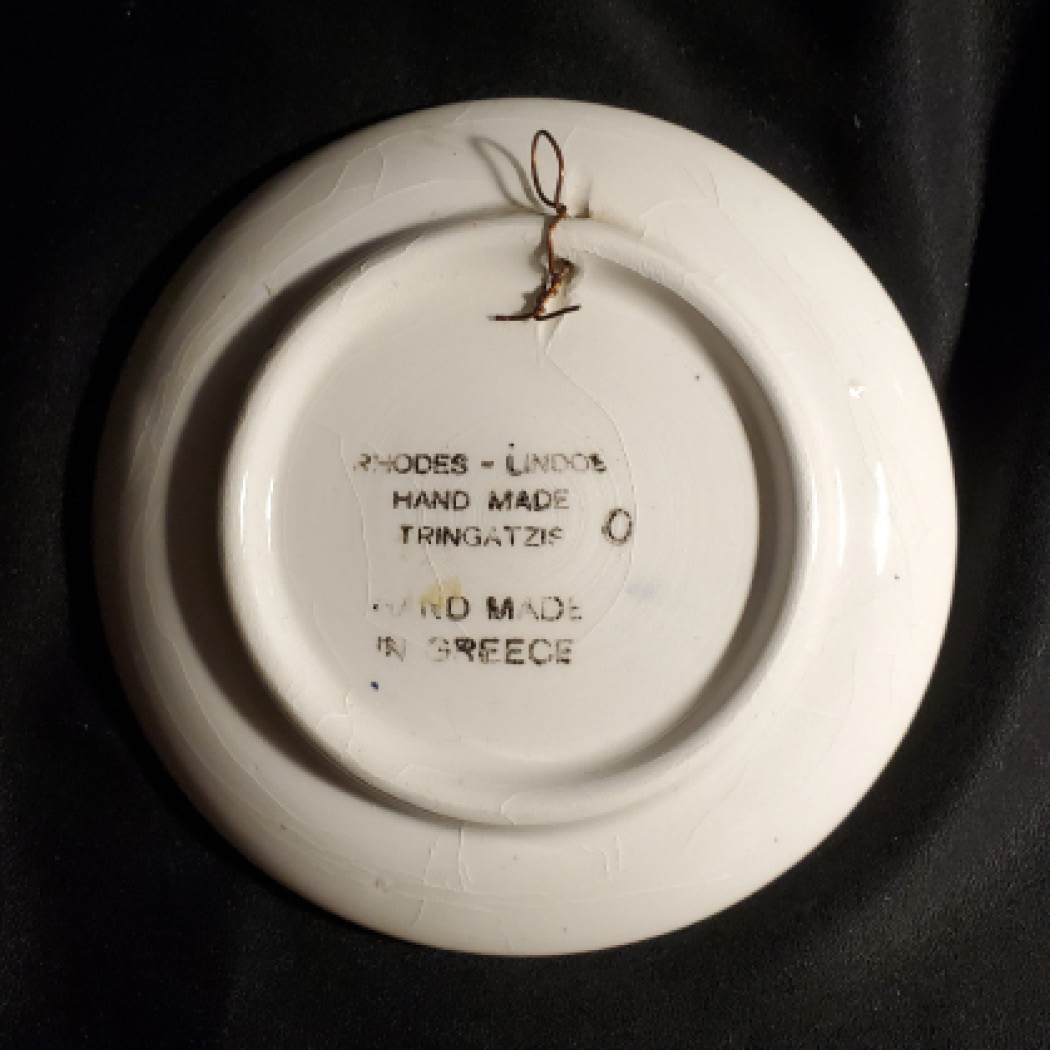 RHODES - LINDOS
HAND MADE
TRINGATZIS O
HAND MADE
IN GREECE